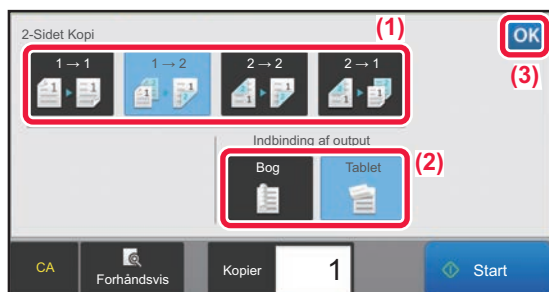 2-Sidet Kopi
(1)
OK
(3)
1 → 1
1 → 2
2 → 2
2 → 1
Indbinding af output
(2)
Bog
Tablet
CA
Forhåndsvis
Kopier
1
Start